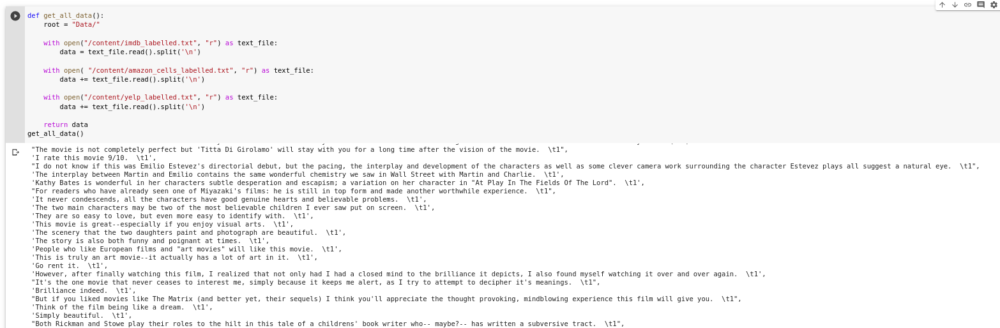 def get_all_data():
    root = "Data/"
    with open("/content/imdb_labelled.txt", "r") as text_file:
        data = text_file.read().split('\n')
    with open( "/content/amazon_cells_labelled.txt", "r") as text_file:
        data += text_file.read().split('\n')
    with open("/content/yelp_labelled.txt", "r") as text_file:
        data += text_file.read().split('\n')
    return data
get_all_data()
"The movie is not completely perfect but 'Titta Di Girolamo' will stay with you for a long time after the vision of the movie.  \t1",
'I rate this movie 9/10.  \t1',
"I do not know if this was Emilio Estevez's directorial debut, but the pacing, the interplay and development of the characters as well as some clever camera work surrounding the character Estevez plays all suggest a natural eye.  \t1",
'The interplay between Martin and Emilio contains the same wonderful chemistry we saw in Wall Street with Martin and Charlie.  \t1',
'Kathy Bates is wonderful in her characters subtle desperation and escapism; a variation on her character in "At Play In The Fields Of The Lord".  \t1',
"For readers who have already seen one of Miyazaki's films: he is still in top form and made another worthwhile experience.  \t1",
'It never condescends, all the characters have good genuine hearts and believable problems.  \t1',
'The two main characters may be two of the most believable children I ever saw put on screen.  \t1',
'They are so easy to love, but even more easy to identify with.  \t1',
'This movie is great--especially if you enjoy visual arts.  \t1',
'The scenery that the two daughters paint and photograph are beautiful.  \t1',
'The story is also both funny and poignant at times.  \t1',
'People who like European films and "art movies" will like this movie.  \t1',
'This is truly an art movie--it actually has a lot of art in it.  \t1',
'Go rent it.  \t1',
'However, after finally watching this film, I realized that not only had I had a closed mind to the brilliance it depicts, I also found myself watching it over and over again.  \t1',
"It's the one movie that never ceases to interest me, simply because it keeps me alert, as I try to attempt to decipher it's meanings.  \t1",
'Brilliance indeed.  \t1',
"But if you liked movies like The Matrix (and better yet, their sequels) I think you'll appreciate the thought provoking, mindblowing experience this film will give you.  \t1",
'Think of the film being like a dream.  \t1',
'Simply beautiful.  \t1',
"Both Rickman and Stowe play their roles to the hilt in this tale of a childrens' book writer who-- maybe?-- has written a subversive tract.  \t1",